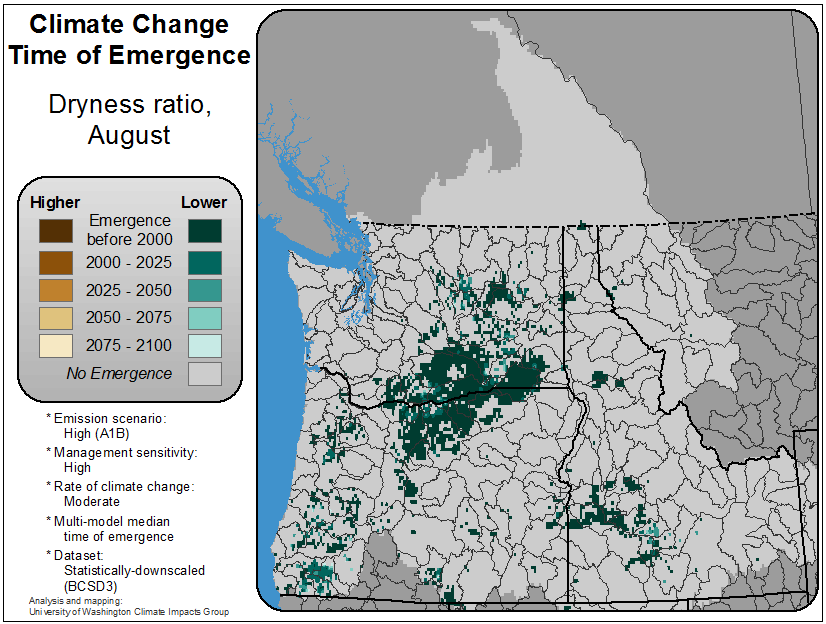 Climate Change
Time of Emergence
Dryness ratio,
August
Higher Lower
Emergence
before 2000
2000 - 2025
2025 - 2050
2050 - 2075
2075 - 2100
No Emergence
* Emission scenario:
High (A1B)
* Management sensitivity:
High
* Rate of climate change:
Moderate
* Multi-model median
time of emergence
* Dataset:
Statistically-downscaled
(BCSD3)
Analysis and mapping:
University of Washington Climate Impacts Group